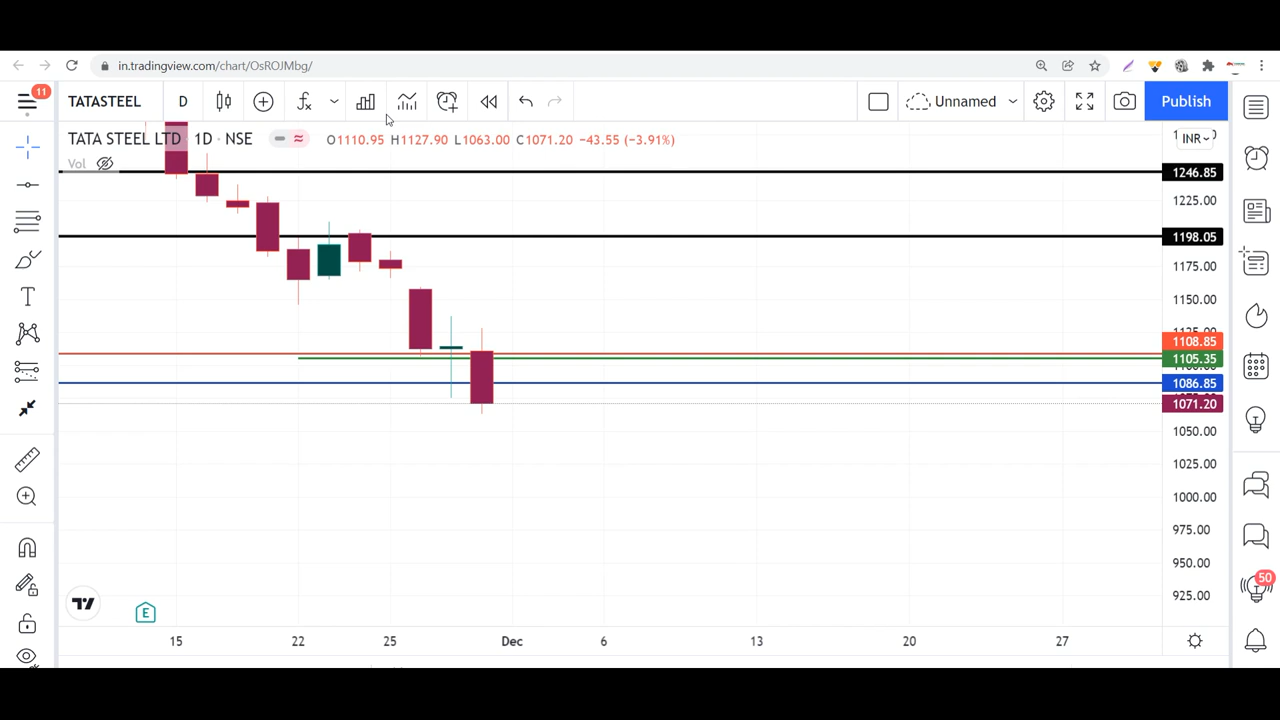 in.tradingview.com/chart/OsROJMbg/
11
TATASTEEL D Unnamed Publish
TATA STEEL LTD · 1D · NSE O1110.95 H1127.90 L1063.00 C1071.20 −43.55 (−3.91%)
INR
Vol
1246.85
1225.00
1198.05
1175.00
1150.00
1125.00
1108.85
1105.35
1086.85
1071.20
1050.00
1025.00
1000.00
975.00
950.00
925.00
50
E
15 22 25 Dec 6 13 20 27